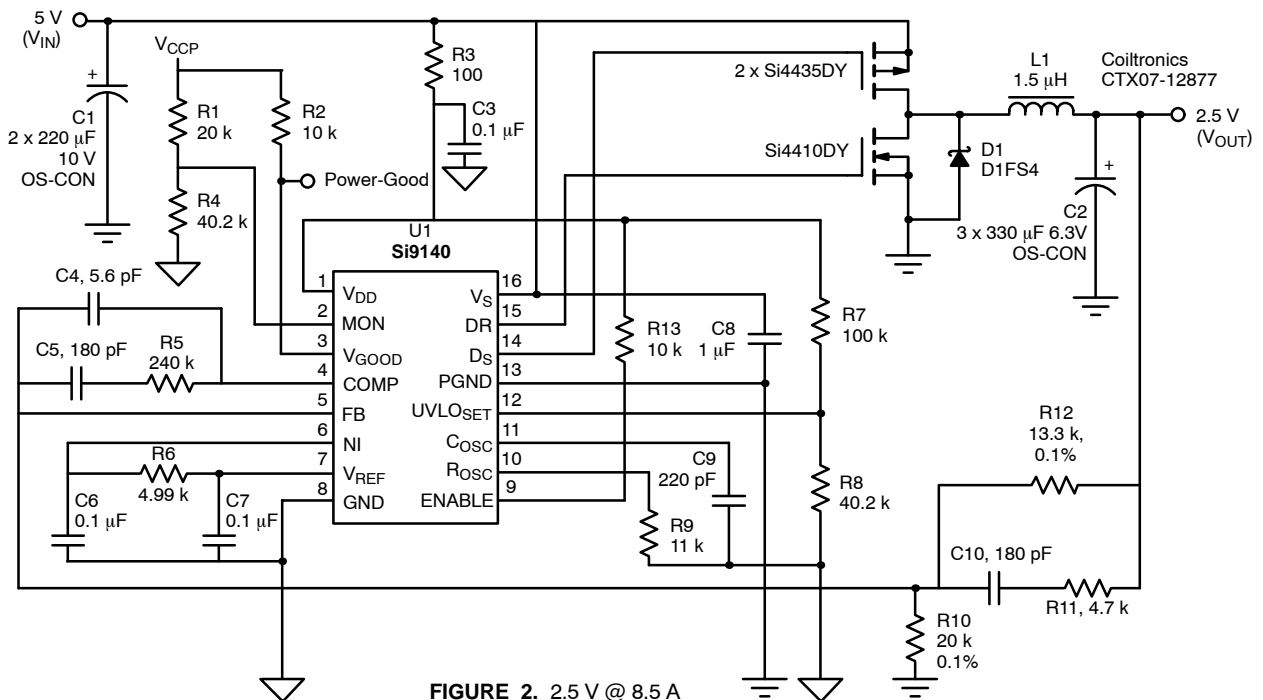 5 V
(VIN)
VCCP
R1
20 k
R2
10 k
R3
100
C3
0.1 μF
+
C1
2 x 220 μF
10 V
OS-CON
R4
40.2 k
Power-Good
2 x Si4435DY
Si4410DY
L1
1.5 μH
Coiltronics
CTX07-12877
2.5 V
(VOUT)
D1
D1FS4
+
C2
3 x 330 μF 6.3V
OS-CON
U1
Si9140
C4, 5.6 pF
C5, 180 pF
R5
240 k
1
VDD
2
MON
3
VGOOD
4
COMP
5
FB
6
NI
7
VREF
8
GND
16
VS
15
DR
14
DS
13
PGND
12
UVLOSET
11
COSC
10
ROSC
9
ENABLE
R6
4.99 k
C6
0.1 μF
C7
0.1 μF
R13
10 k
C8
1 μF
R7
100 k
C9
220 pF
R9
11 k
R8
40.2 k
R12
13.3 k,
0.1%
C10, 180 pF
R11, 4.7 k
R10
20 k
0.1%
FIGURE 2. 2.5 V @ 8.5 A